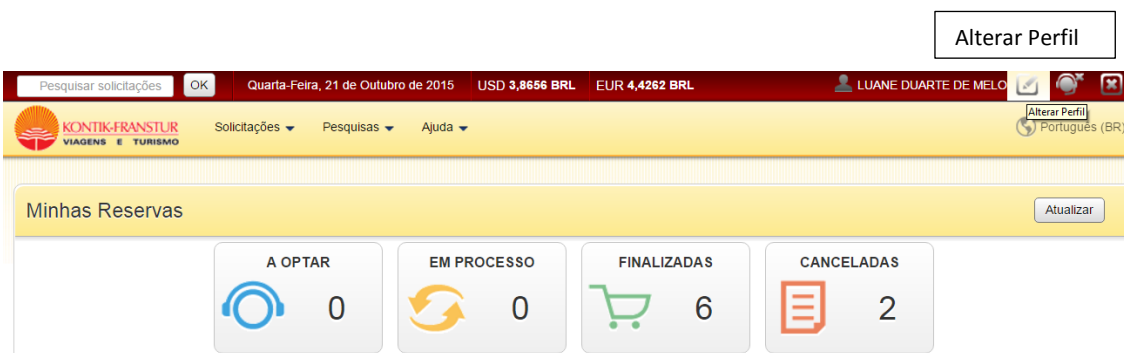 Alterar Perfil
Pesquisar solicitações OK Quarta-Feira, 21 de Outubro de 2015 USD 3,8656 BRL EUR 4,4262 BRL LUANE DUARTE DE MELO
Alterar Perfil
KONTIK-FRANSTUR Solicitações Pesquisas Ajuda Português (BR)
VIAGENS E TURISMO
Minhas Reservas Atualizar
A OPTAR EM PROCESSO FINALIZADAS CANCELADAS
0 0 6 2